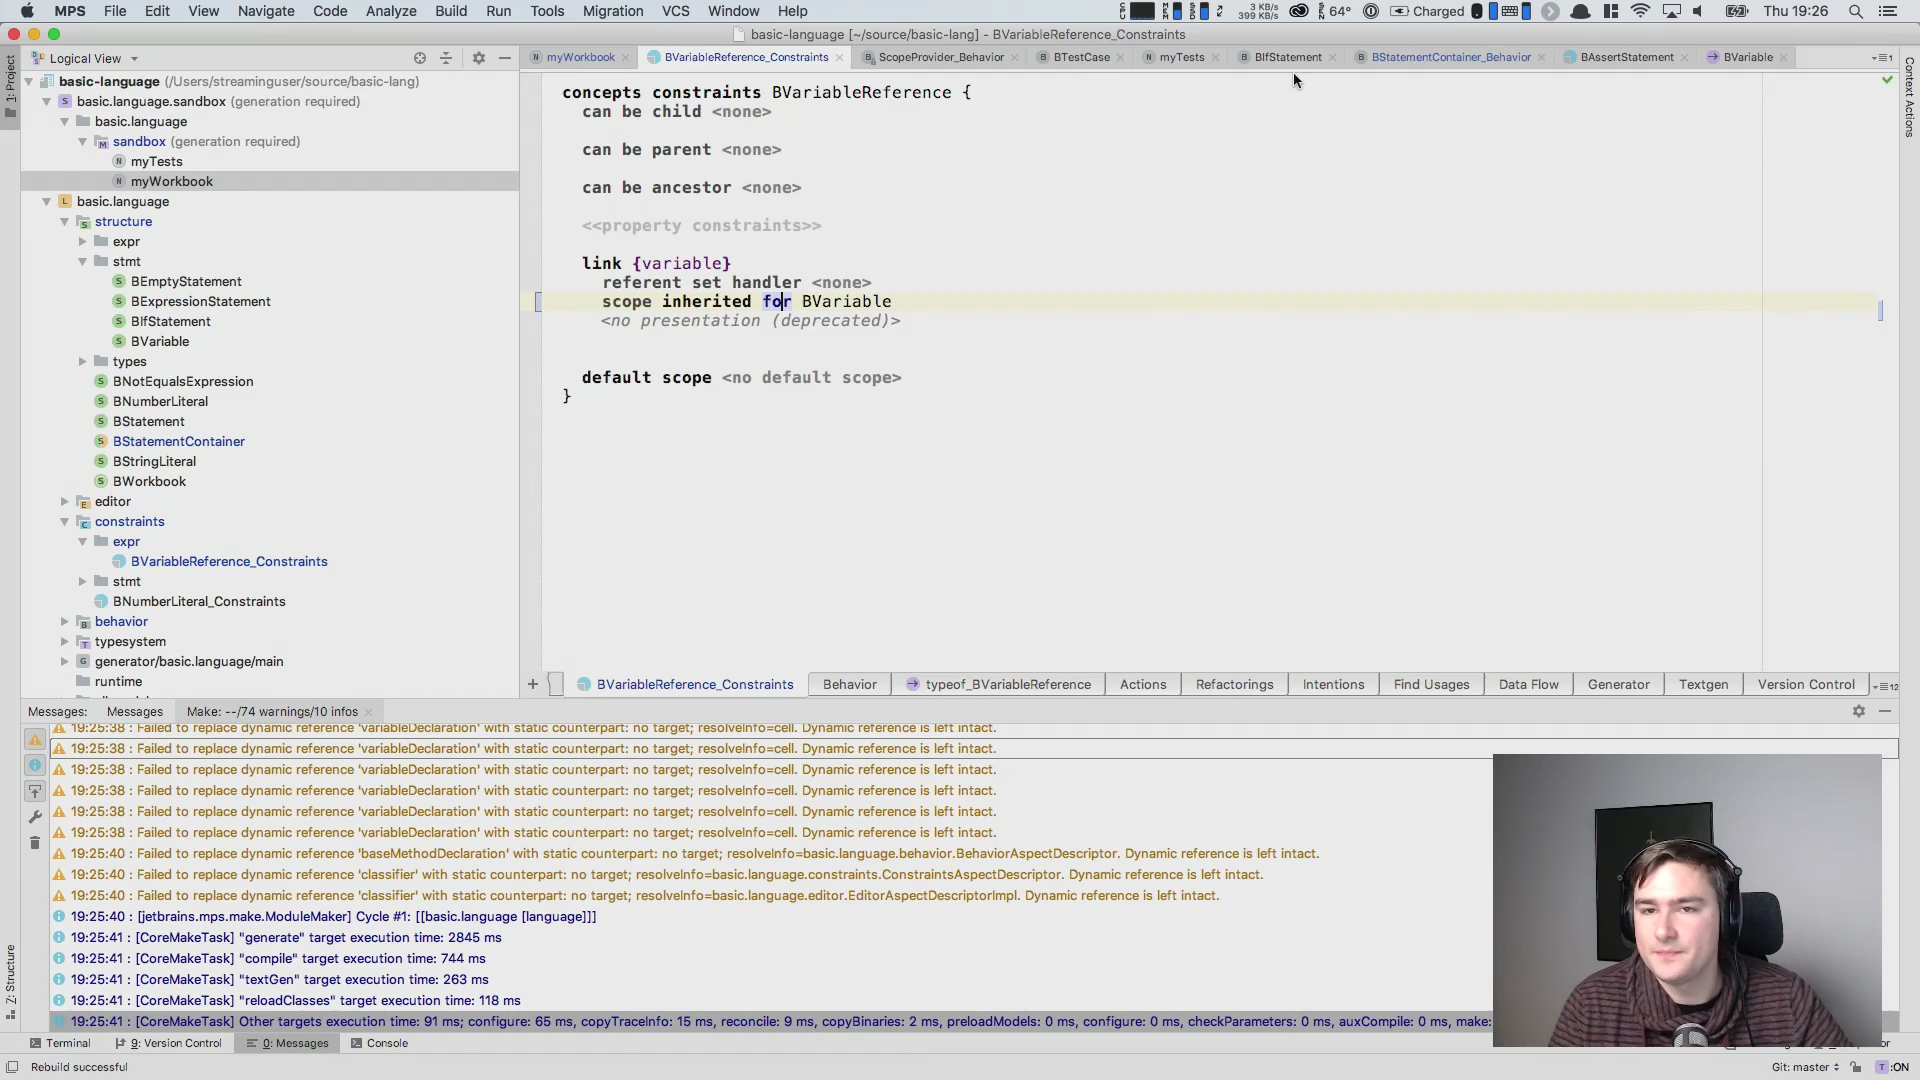 MPS File Edit View Navigate Code Analyze Build Run Tools Migration VCS Window Help
3 KB/s
399 KB/s
64° Charged Thu 19:26
basic-language [~/source/basic-lang] - BVariableReference_Constraints
Logical View
myWorkbook BVariableReference_Constraints ScopeProvider_Behavior BTestCase myTests BIfStatement BStatementContainer_Behavior BAssertStatement BVariable
1: Project
Context Actions
basic-language (/Users/streaminguser/source/basic-lang)
basic.language.sandbox (generation required)
basic.language
sandbox (generation required)
myTests
myWorkbook
basic.language
structure
expr
stmt
BEmptyStatement
BExpressionStatement
BIfStatement
BVariable
types
BNotEqualsExpression
BNumberLiteral
BStatement
BStatementContainer
BStringLiteral
BWorkbook
editor
constraints
expr
BVariableReference_Constraints
stmt
BNumberLiteral_Constraints
behavior
typesystem
generator/basic.language/main
runtime
concepts constraints BVariableReference {
can be child <none>
can be parent <none>
can be ancestor <none>
<<property constraints>>
link {variable}
referent set handler <none>
scope inherited for BVariable
<no presentation (deprecated)>
default scope <no default scope>
}
BVariableReference_Constraints Behavior typeof_BVariableReference Actions Refactorings Intentions Find Usages Data Flow Generator Textgen Version Control
Messages: Messages Make: --/74 warnings/10 infos
19:25:38 : Failed to replace dynamic reference 'variableDeclaration' with static counterpart: no target; resolveInfo=cell. Dynamic reference is left intact.
19:25:38 : Failed to replace dynamic reference 'variableDeclaration' with static counterpart: no target; resolveInfo=cell. Dynamic reference is left intact.
19:25:38 : Failed to replace dynamic reference 'variableDeclaration' with static counterpart: no target; resolveInfo=cell. Dynamic reference is left intact.
19:25:38 : Failed to replace dynamic reference 'variableDeclaration' with static counterpart: no target; resolveInfo=cell. Dynamic reference is left intact.
19:25:38 : Failed to replace dynamic reference 'variableDeclaration' with static counterpart: no target; resolveInfo=cell. Dynamic reference is left intact.
19:25:38 : Failed to replace dynamic reference 'variableDeclaration' with static counterpart: no target; resolveInfo=cell. Dynamic reference is left intact.
19:25:40 : Failed to replace dynamic reference 'baseMethodDeclaration' with static counterpart: no target; resolveInfo=basic.language.behavior.BehaviorAspectDescriptor. Dynamic reference is left intact.
19:25:40 : Failed to replace dynamic reference 'classifier' with static counterpart: no target; resolveInfo=basic.language.constraints.ConstraintsAspectDescriptor. Dynamic reference is left intact.
19:25:40 : Failed to replace dynamic reference 'classifier' with static counterpart: no target; resolveInfo=basic.language.editor.EditorAspectDescriptorImpl. Dynamic reference is left intact.
19:25:40 : [jetbrains.mps.make.ModuleMaker] Cycle #1: [[basic.language [language]]]
19:25:41 : [CoreMakeTask] "generate" target execution time: 2845 ms
19:25:41 : [CoreMakeTask] "compile" target execution time: 744 ms
19:25:41 : [CoreMakeTask] "textGen" target execution time: 263 ms
19:25:41 : [CoreMakeTask] "reloadClasses" target execution time: 118 ms
19:25:41 : [CoreMakeTask] Other targets execution time: 91 ms; configure: 65 ms, copyTraceInfo: 15 ms, reconcile: 9 ms, copyBinaries: 2 ms, preloadModels: 0 ms, configure: 0 ms, checkParameters: 0 ms, auxCompile: 0 ms, make:
Z: Structure
Terminal 9: Version Control 0: Messages Console
Rebuild successful Git: master T :ON